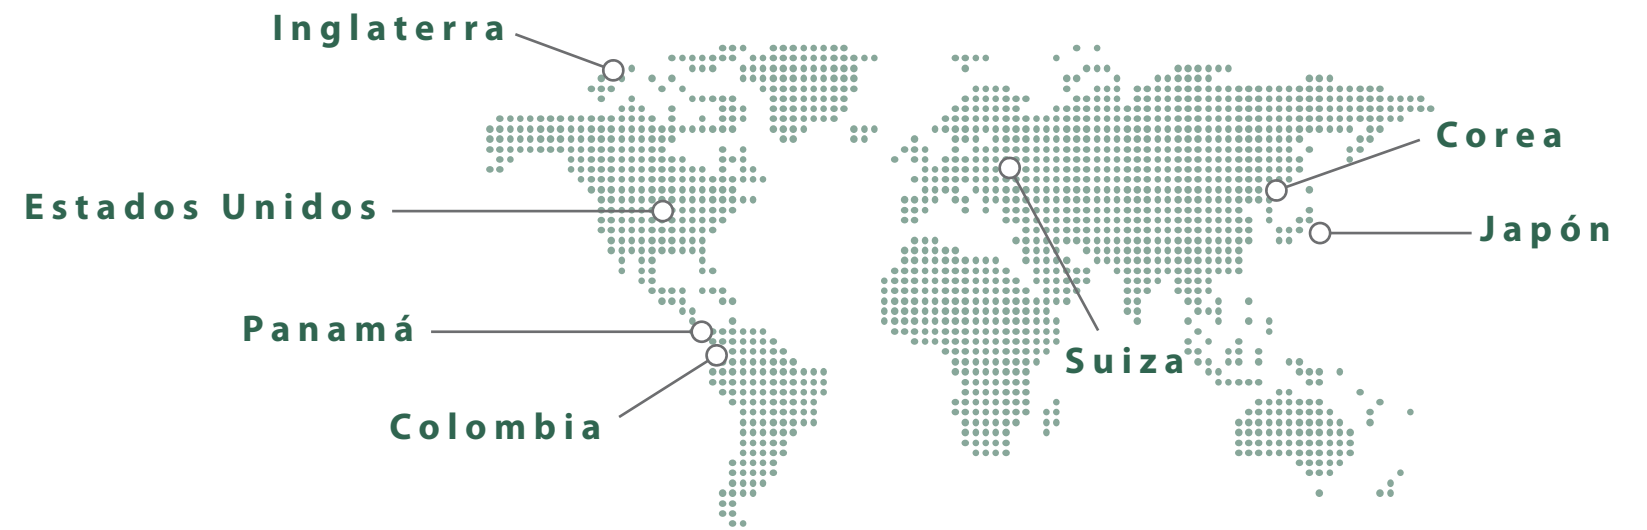 Inglaterra
Corea
Estados Unidos
Japón
Panamá
Suiza
Colombia